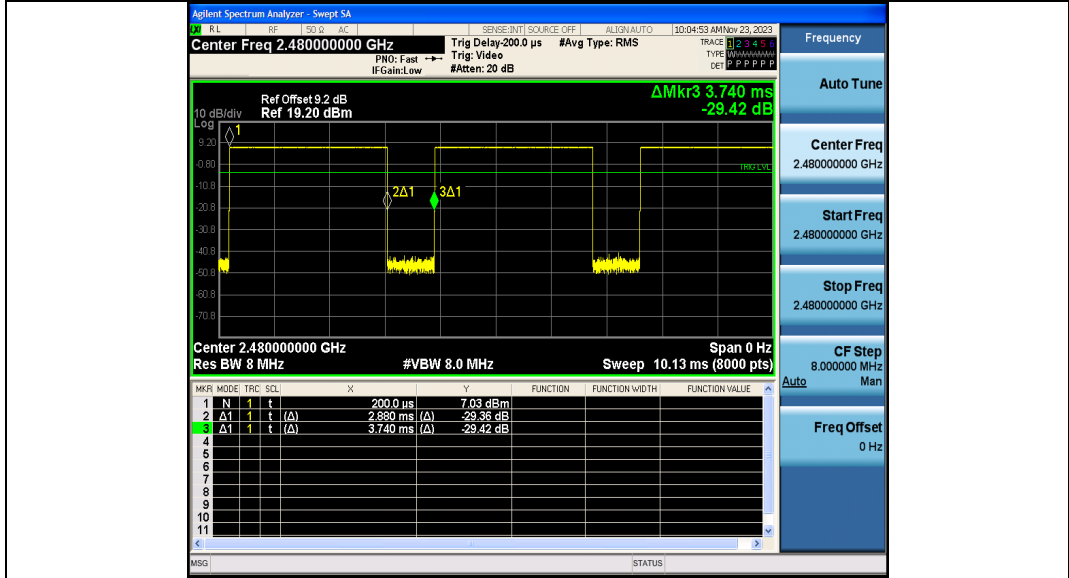 Agilent Spectrum Analyzer - Swept SA
RL RF 50 Ω AC SENSE:INT SOURCE OFF ALIGN AUTO 10:04:53 AM Nov 23, 2023
Center Freq 2.480000000 GHz
PNO: Fast
IFGain:Low
Trig Delay-200.0 µs #Avg Type: RMS
Trig: Video
#Atten: 20 dB
TRACE 1 2 3 4 5 6
TYPE
DET P P P P P P
ΔMkr3 3.740 ms
-29.42 dB
Ref Offset 9.2 dB
10 dB/div Ref 19.20 dBm
Log
9.20
-0.80
-10.8
-20.8
-30.8
-40.8
-50.8
-60.8
-70.8
1
2Δ1
3Δ1
TRIG LVL
Center 2.480000000 GHz Span 0 Hz
Res BW 8 MHz #VBW 8.0 MHz Sweep 10.13 ms (8000 pts)
MKR MODE TRC SCL X Y FUNCTION FUNCTION WIDTH FUNCTION VALUE
1 N 1 t 200.0 µs 7.03 dBm
2 Δ1 1 t (Δ) 2.880 ms (Δ) -29.36 dB
3 Δ1 1 t (Δ) 3.740 ms (Δ) -29.42 dB
4
5
6
7
8
9
10
11
MSG STATUS
Frequency
Auto Tune
Center Freq
2.480000000 GHz
Start Freq
2.480000000 GHz
Stop Freq
2.480000000 GHz
CF Step
8.000000 MHz
Auto Man
Freq Offset
0 Hz